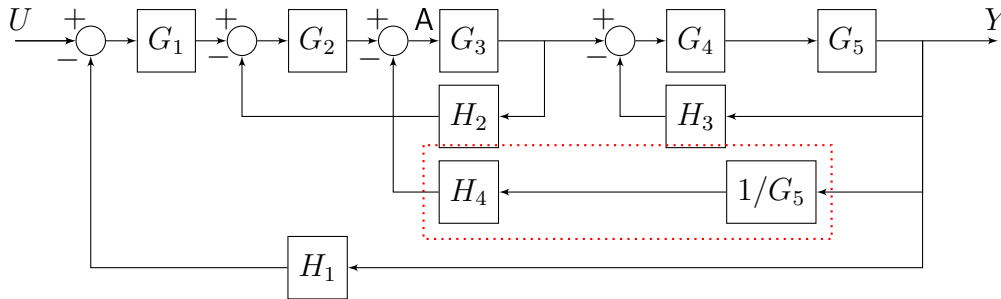 U + − G₁ + − G₂ + − A G₃ + − G₄ G₅ Y
H₂ H₃
H₄ 1/G₅
H₁